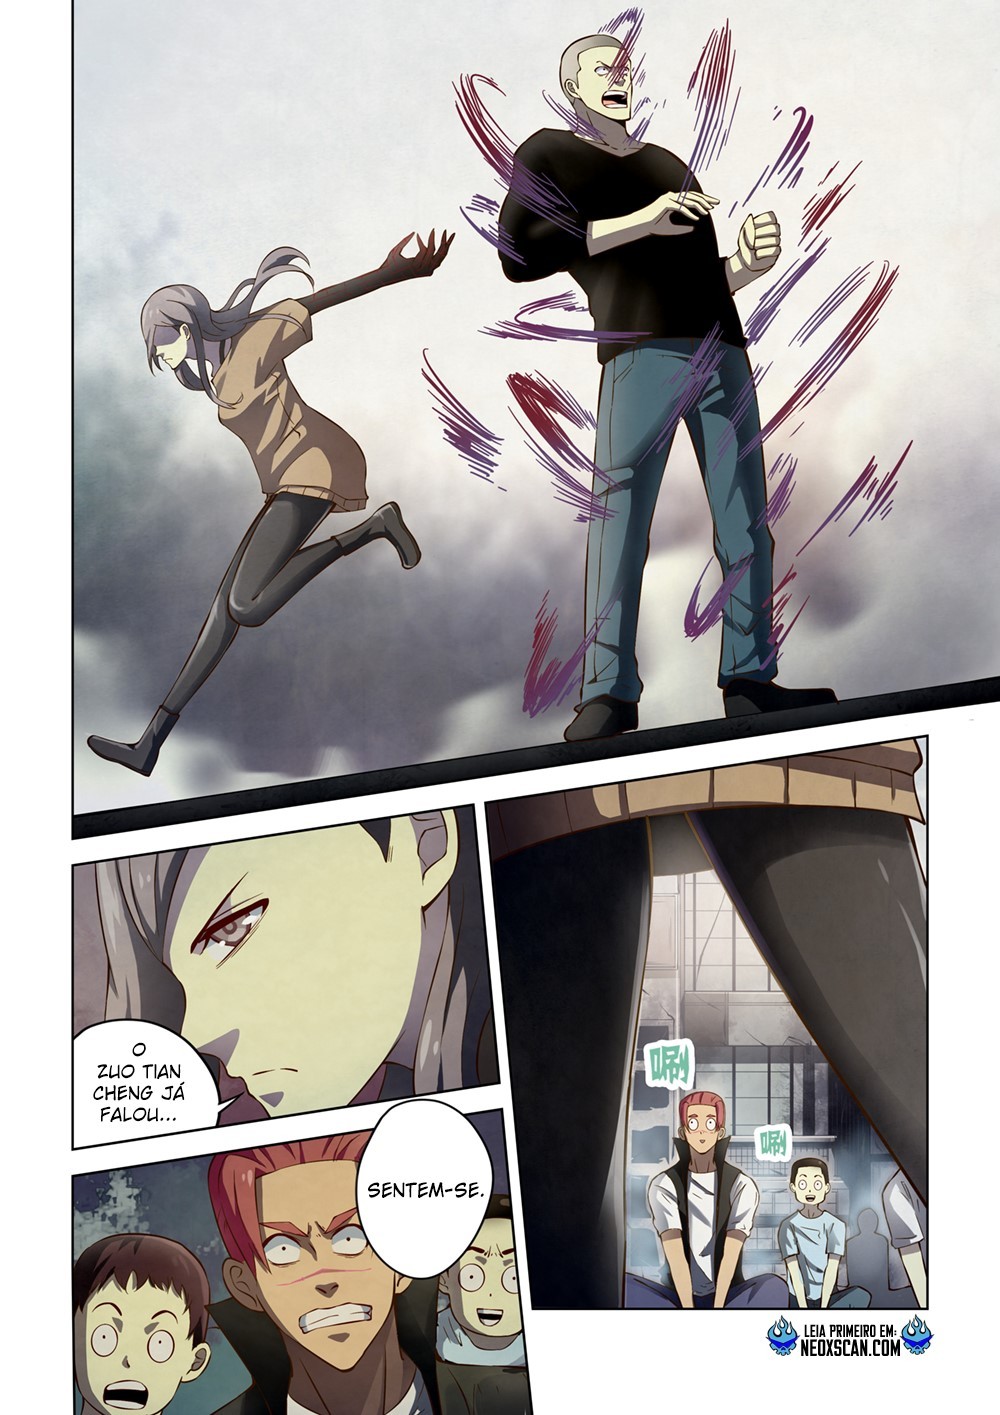 O
ZUO TIAN
CHENG JÁ
FALOU...
SENTEM-SE.
唰
唰
LEIA PRIMEIRO EM:
NEOXSCAN.COM